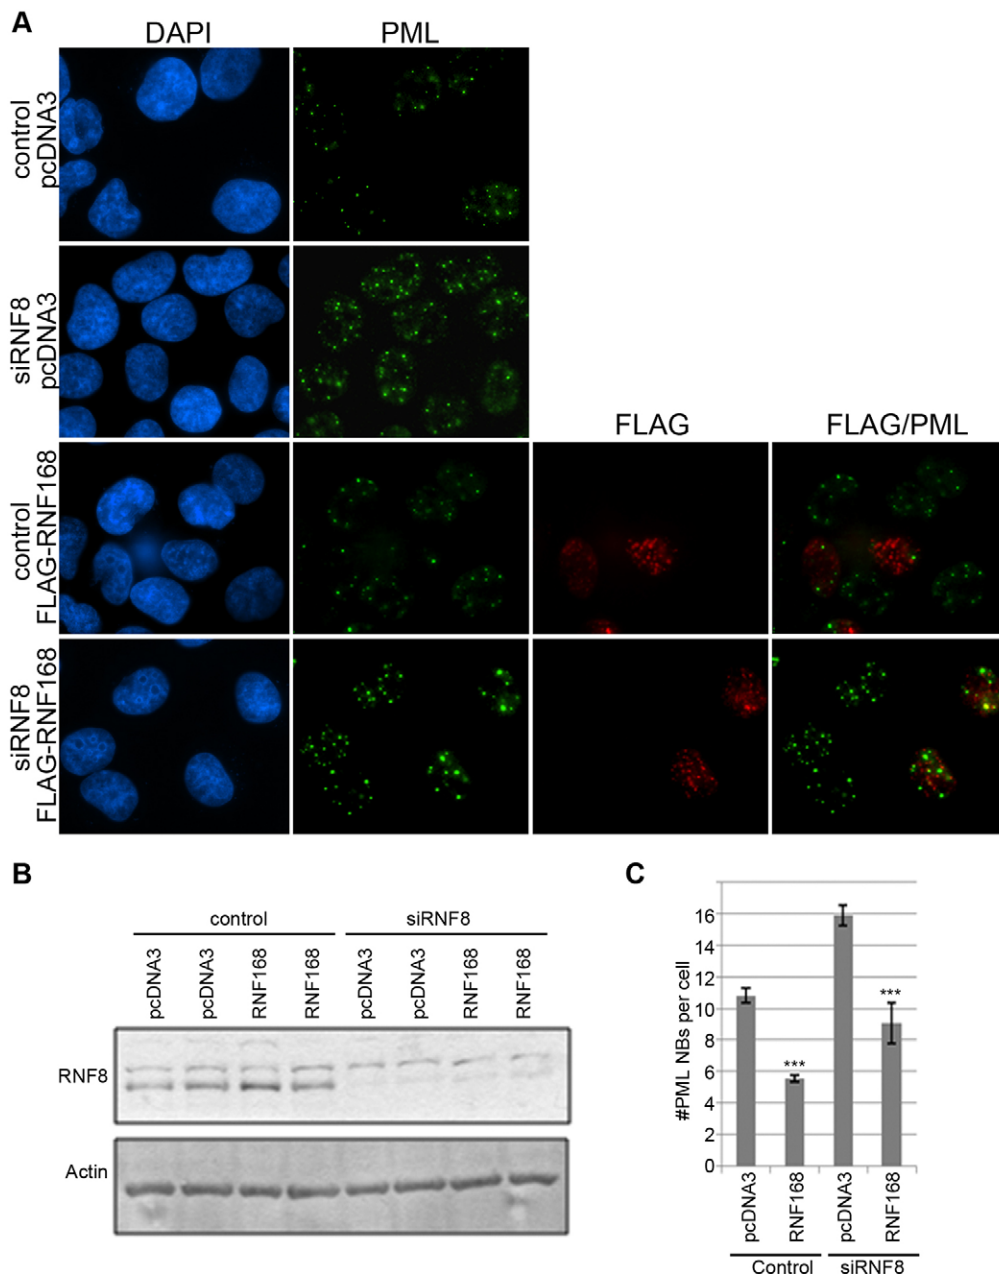 A
DAPI
PML
control
pcDNA3
siRNF8
pcDNA3
FLAG
FLAG/PML
control
FLAG-RNF168
siRNF8
FLAG-RNF168
B
control
siRNF8
pcDNA3
pcDNA3
RNF168
RNF168
pcDNA3
pcDNA3
RNF168
RNF168
RNF8
Actin
C
#PML NBs per cell
16
14
12
10
8
6
4
2
0
***
***
pcDNA3
RNF168
pcDNA3
RNF168
Control
siRNF8